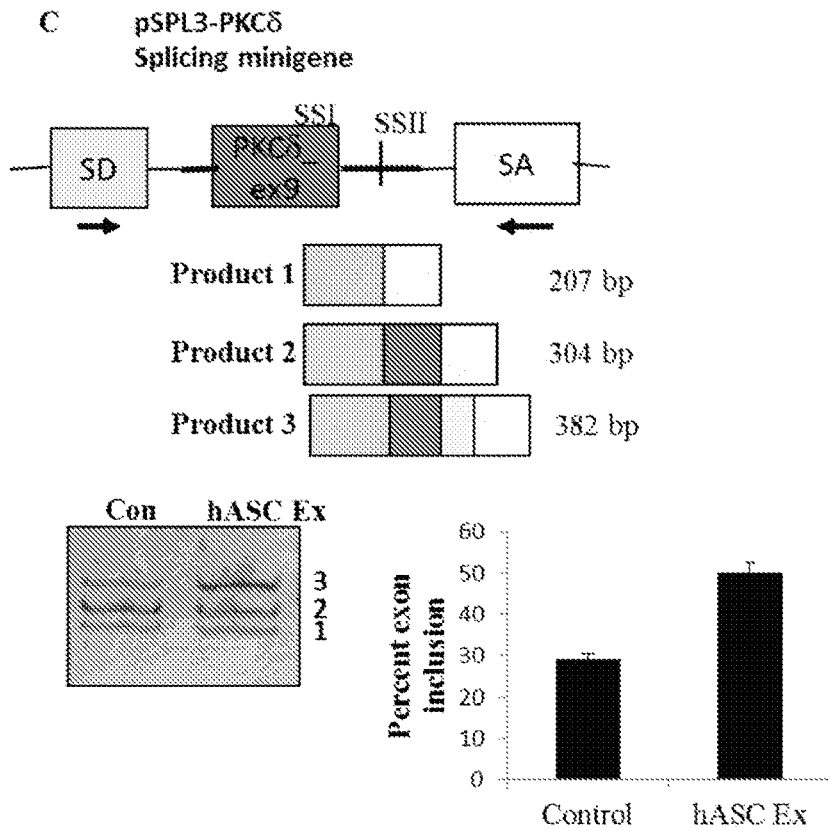 C pSPL3-PKCδ
Splicing minigene
SSI SSII
SD PKCδ_ex9 SA
Product 1 207 bp
Product 2 304 bp
Product 3 382 bp
Con hASC Ex
3
2
1
Percent exon inclusion
60
50
40
30
20
10
0
Control hASC Ex